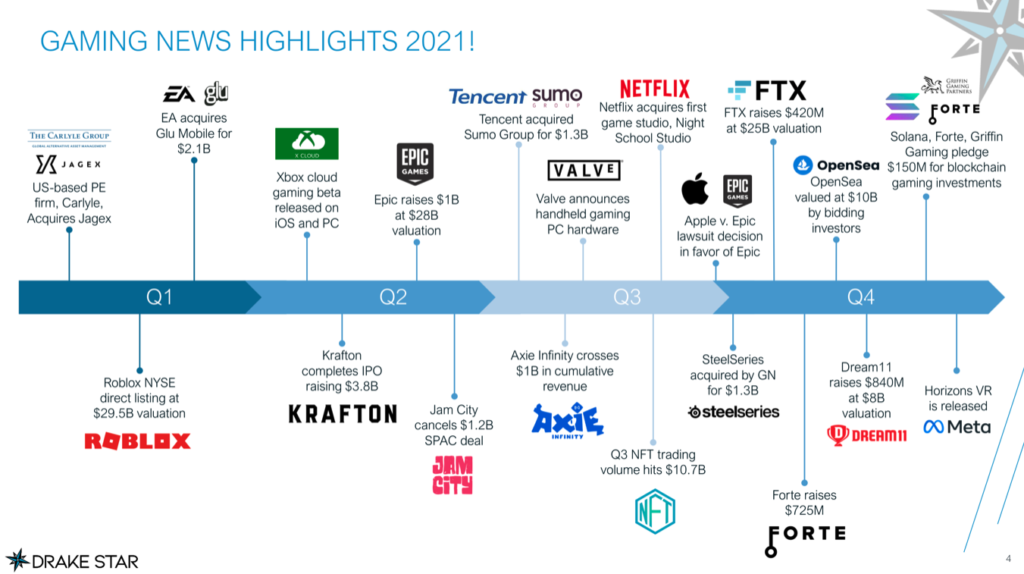 GAMING NEWS HIGHLIGHTS 2021!
THE CARLYLE GROUP
GLOBAL ALTERNATIVE ASSET MANAGEMENT
JAGEX
US-based PE
firm, Carlyle,
Acquires Jagex
EA glu
EA acquires
Glu Mobile for
$2.1B
X CLOUD
Xbox cloud
gaming beta
released on
iOS and PC
EPIC
GAMES
Epic raises $1B
at $28B
valuation
Tencent sumo
GROUP
Tencent acquired
Sumo Group for $1.3B
VALVE
Valve announces
handheld gaming
PC hardware
NETFLIX
Netflix acquires first
game studio, Night
School Studio
EPIC
GAMES
Apple v. Epic
lawsuit decision
in favor of Epic
FTX
FTX raises $420M
at $25B valuation
OpenSea
OpenSea
valued at $10B
by bidding
investors
GRIFFIN
GAMING
PARTNERS
FORTE
Solana, Forte, Griffin
Gaming pledge
$150M for blockchain
gaming investments
Q1
Q2
Q3
Q4
Roblox NYSE
direct listing at
$29.5B valuation
ROBLOX
Krafton
completes IPO
raising $3.8B
KRAFTON
Jam City
cancels $1.2B
SPAC deal
JAM
CITY
Axie Infinity crosses
$1B in cumulative
revenue
AXIE
INFINITY
Q3 NFT trading
volume hits $10.7B
NFT
SteelSeries
acquired by GN
for $1.3B
steelseries
Forte raises
$725M
FORTE
Dream11
raises $840M
at $8B
valuation
DREAM11
Horizons VR
is released
Meta
DRAKE STAR
4